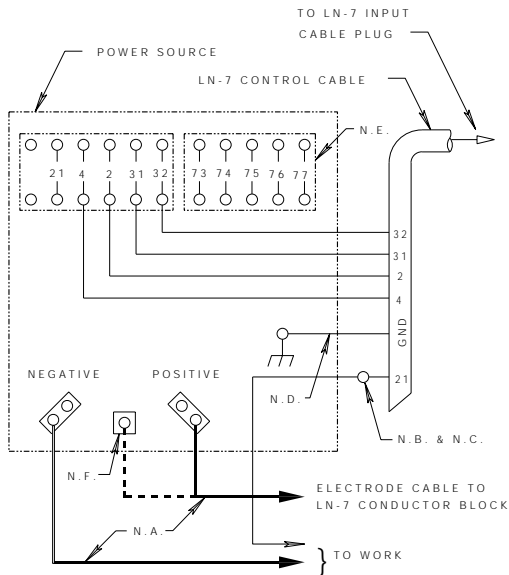 TO LN-7 INPUT
CABLE PLUG
POWER SOURCE
LN-7 CONTROL CABLE
N.E.
21 4 2 31 32 73 74 75 76 77
32
31
2
4
GND
21
N.D.
N.B. & N.C.
NEGATIVE
POSITIVE
N.F.
N.A.
ELECTRODE CABLE TO
LN-7 CONDUCTOR BLOCK
} TO WORK